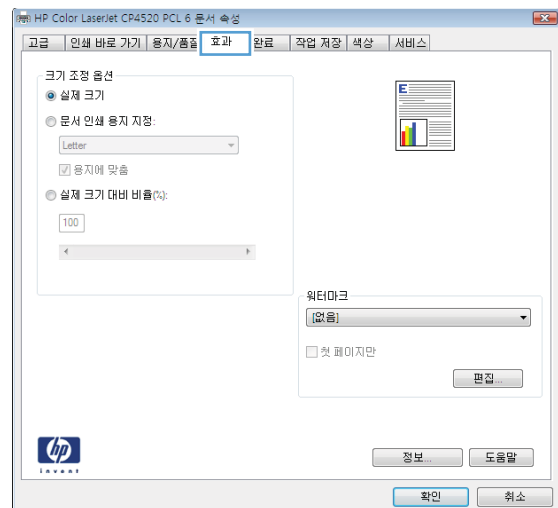 HP Color LaserJet CP4520 PCL 6 문서 속성
고급 인쇄 바로 가기 용지/품질 효과 완료 작업 저장 색상 서비스
크기 조정 옵션
실제 크기
문서 인쇄 용지 지정:
Letter
용지에 맞춤
실제 크기 대비 비율(%):
100
E
워터마크
[없음]
첫 페이지만
편집...
hp
invent
정보...
도움말
확인
취소